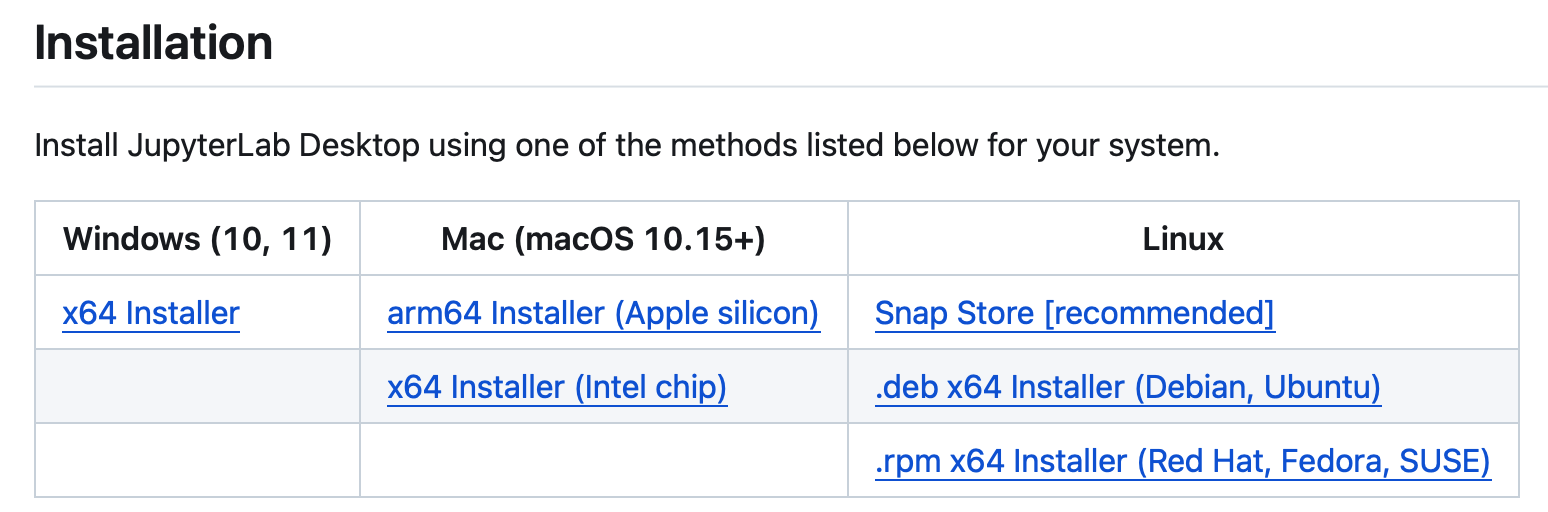 Installation
Install JupyterLab Desktop using one of the methods listed below for your system.
Windows (10, 11) Mac (macOS 10.15+) Linux
x64 Installer arm64 Installer (Apple silicon) Snap Store [recommended]
x64 Installer (Intel chip) .deb x64 Installer (Debian, Ubuntu)
.rpm x64 Installer (Red Hat, Fedora, SUSE)